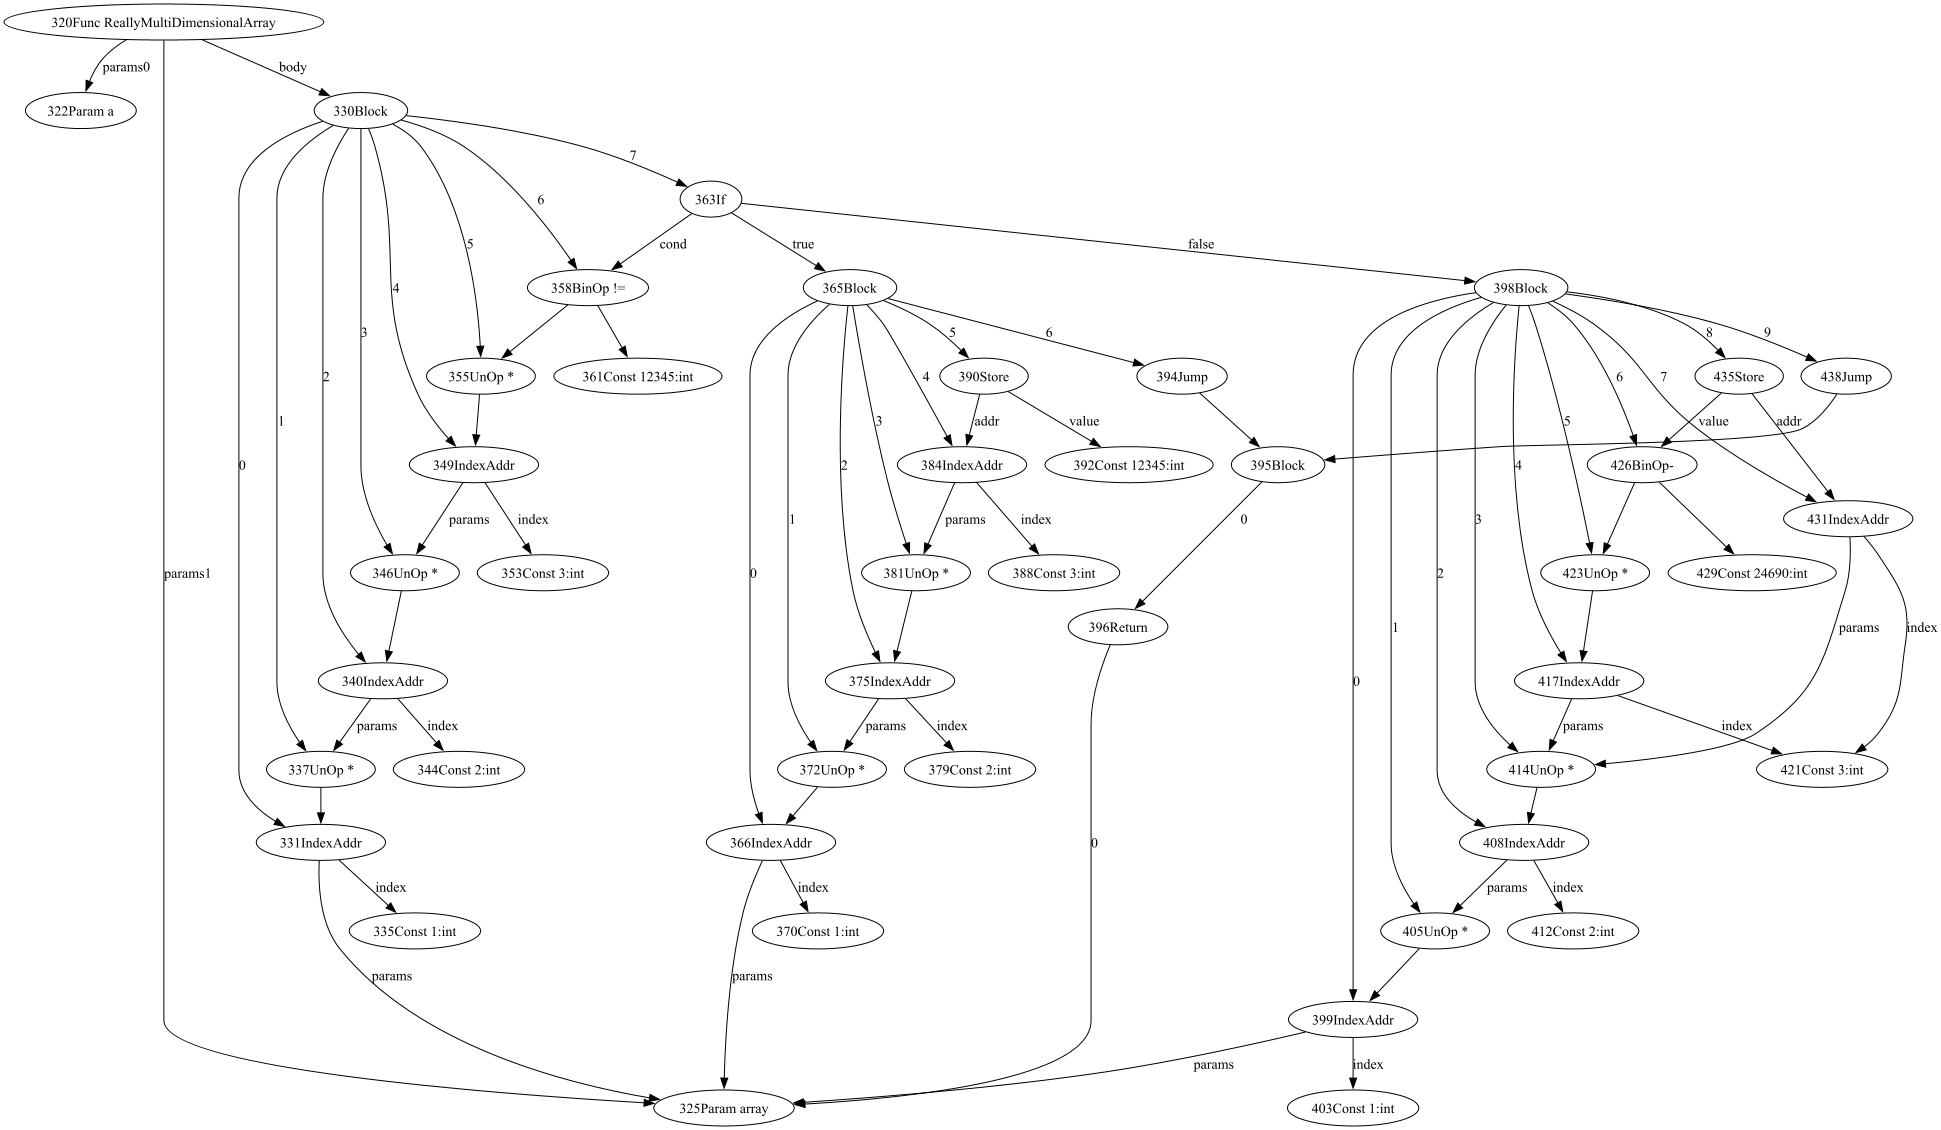 320Func ReallyMultiDimensionalArray
params0
body
322Param a
330Block
7
363If
6
5
cond
true
false
4
358BinOp !=
365Block
398Block
3
5
6
8
9
2
355UnOp *
361Const 12345:int
4
390Store
394Jump
6
7
435Store
438Jump
1
3
addr
value
5
value
addr
0
349IndexAddr
2
384IndexAddr
392Const 12345:int
395Block
4
426BinOp-
params
index
1
params
index
0
3
431IndexAddr
params1
346UnOp *
353Const 3:int
0
381UnOp *
388Const 3:int
2
423UnOp *
429Const 24690:int
396Return
1
params
index
340IndexAddr
375IndexAddr
0
417IndexAddr
params
index
params
index
params
index
337UnOp *
344Const 2:int
372UnOp *
379Const 2:int
414UnOp *
421Const 3:int
331IndexAddr
366IndexAddr
0
408IndexAddr
index
index
params
index
335Const 1:int
370Const 1:int
405UnOp *
412Const 2:int
params
params
399IndexAddr
params
index
325Param array
403Const 1:int